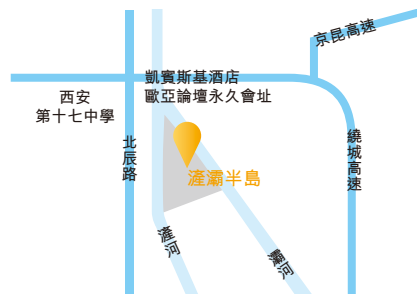 京昆高速
凱賓斯基酒店
歐亞論壇永久會址
西安
第十七中學
北辰路
繞城高速
滻灞半島
滻河
灞河